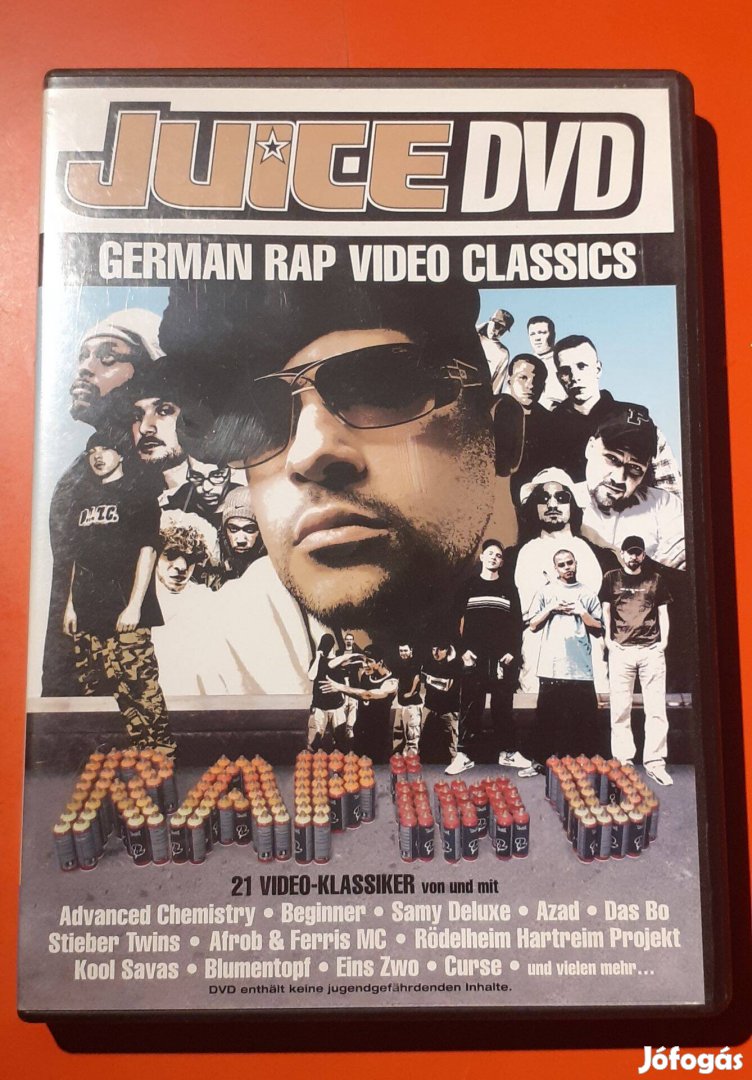 JUICE DVD
GERMAN RAP VIDEO CLASSICS
RAP IM D
21 VIDEO-KLASSIKER von und mit
Advanced Chemistry • Beginner • Samy Deluxe • Azad • Das Bo
Stieber Twins • Afrob & Ferris MC • Rödelheim Hartreim Projekt
Kool Savas • Blumentopf • Eins Zwo • Curse • und vielen mehr...
DVD enthält keine jugendgefährdenden Inhalte.
Jófogás